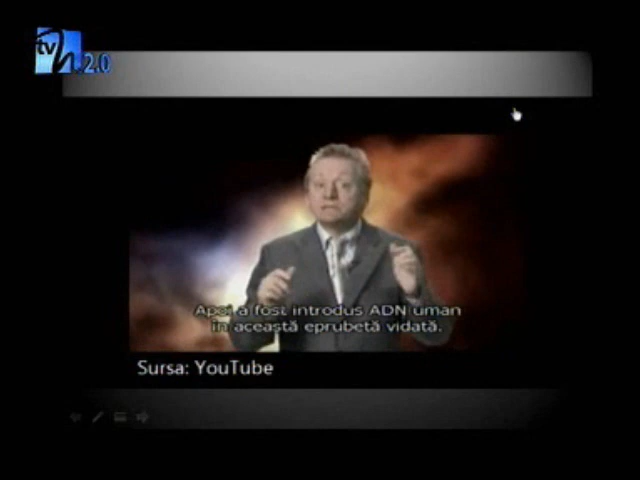 tv h 2.0
Apoi a fost introdus ADN uman
în această eprubetă vidată.
Sursa: YouTube